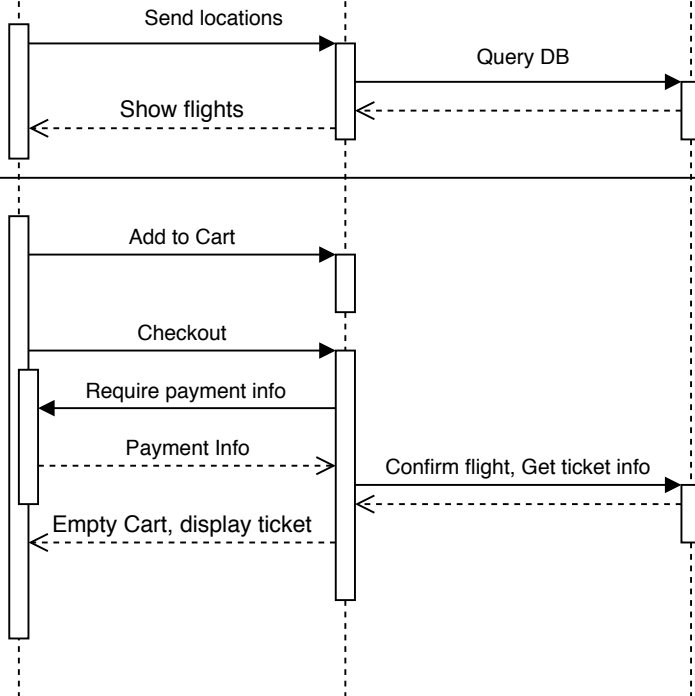 Send locations
Query DB
Show flights
Add to Cart
Checkout
Require payment info
Payment Info
Confirm flight, Get ticket info
Empty Cart, display ticket